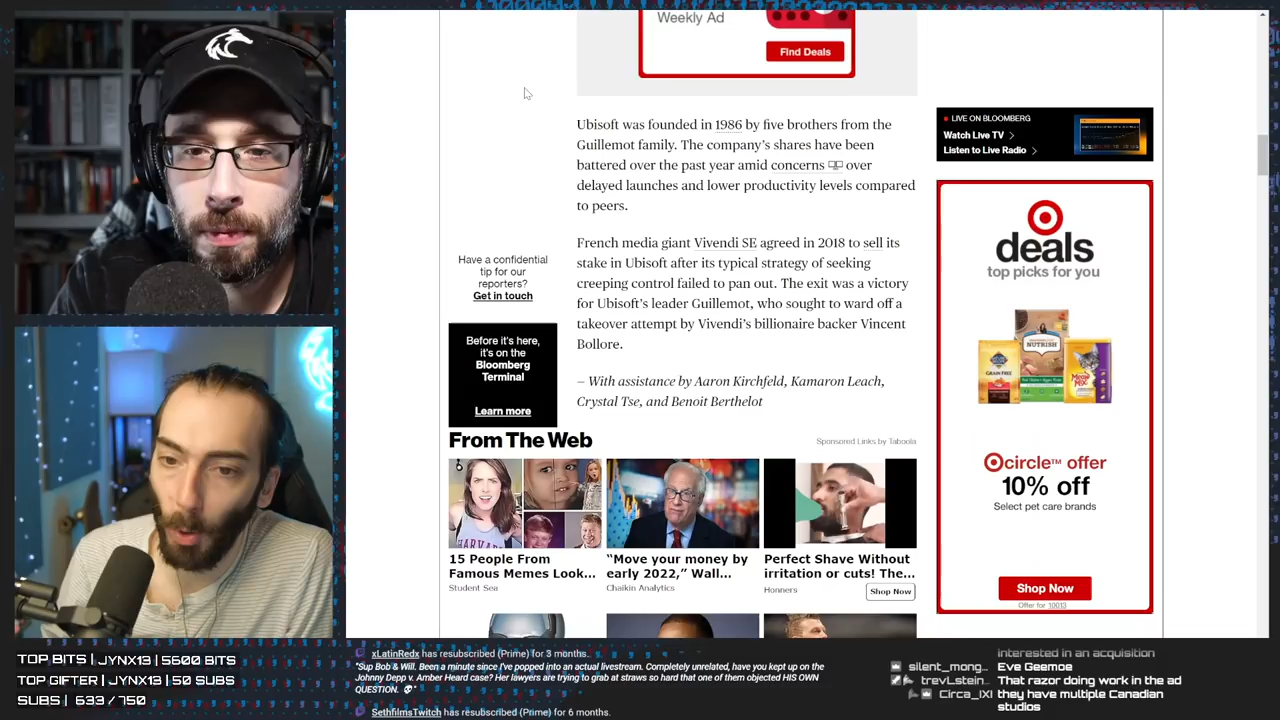 Weekly Ad
Find Deals
Ubisoft was founded in 1986 by five brothers from the
Guillemot family. The company's shares have been
battered over the past year amid concerns over
delayed launches and lower productivity levels compared
to peers.
French media giant Vivendi SE agreed in 2018 to sell its
stake in Ubisoft after its typical strategy of seeking
creeping control failed to pan out. The exit was a victory
for Ubisoft's leader Guillemot, who sought to ward off a
takeover attempt by Vivendi's billionaire backer Vincent
Bollore.
— With assistance by Aaron Kirchfeld, Kamaron Leach,
Crystal Tse, and Benoit Berthelot
Have a confidential
tip for our
reporters?
Get in touch
Before it's here,
it's on the
Bloomberg
Terminal
Learn more
LIVE ON BLOOMBERG
Watch Live TV
Listen to Live Radio
deals
top picks for you
NUTRISH
GRAIN FREE
MeowMix
circle™ offer
10% off
Select pet care brands
Shop Now
Offer for 10013
From The Web
Sponsored Links by Taboola
HARVARD
15 People From
Famous Memes Look...
Student Sea
"Move your money by
early 2022," Wall...
Chaikin Analytics
Perfect Shave Without
irritation or cuts! The...
Honners
Shop Now
TOP BITS | JYNX13 | 5600 BITS
TOP GIFTER | JYNX13 | 50 SUBS
SUBS | 633 / 750
xLatinRedx has resubscribed (Prime) for 3 months.
"Sup Bob & Will. Been a minute since I've popped into an actual livestream. Completely unrelated, have you kept up on the
Johnny Depp v. Amber Heard case? Her lawyers are trying to grab at straws so hard that one of them objected HIS OWN
QUESTION.
SethfilmsTwitch has resubscribed (Prime) for 6 months.
interested in an acquisition
silent_mong... Eve Geemoe
trevLstein... That razor doing work in the ad
Circa_IXI they have multiple Canadian
studios